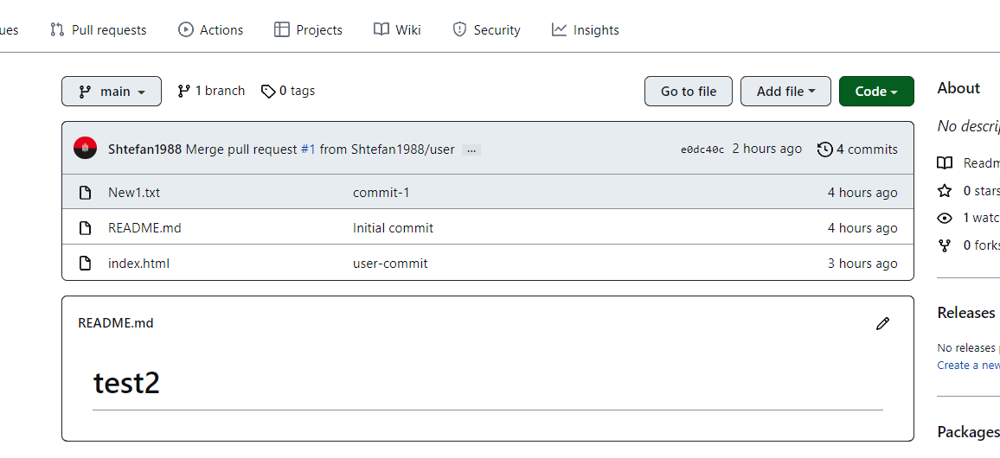 ues Pull requests Actions Projects Wiki Security Insights
main 1 branch 0 tags Go to file Add file Code
Shtefan1988 Merge pull request #1 from Shtefan1988/user ... e0dc40c 2 hours ago 4 commits
New1.txt commit-1 4 hours ago
README.md Initial commit 4 hours ago
index.html user-commit 3 hours ago
README.md
test2
About
No descrip
Readm
0 stars
1 watc
0 forks
Releases
No releases p
Create a new
Packages